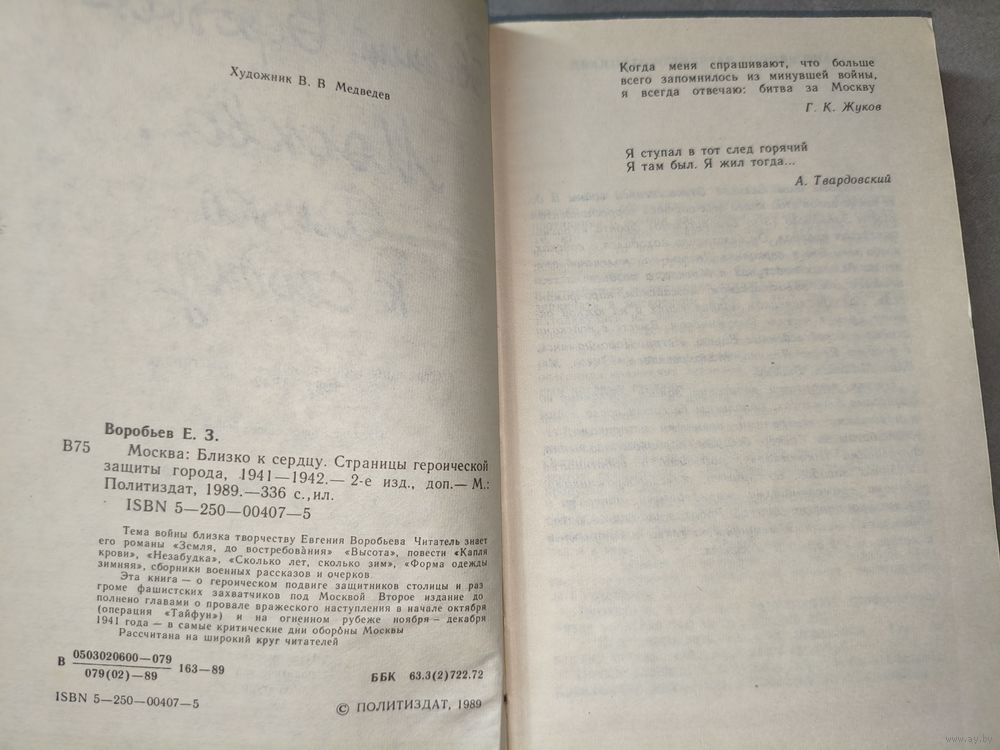 Художник В. В Медведев
Воробьев Е. З.
В75
Москва: Близко к сердцу. Страницы героической
защиты города, 1941—1942.— 2-е изд., доп.— М.:
Политиздат, 1989.—336 с.,ил.
ISBN 5—250—00407—5
Тема войны близка творчеству Евгения Воробьева Читатель знает
его романы «Земля, до востребования» «Высота», повести «Капля
крови», «Незабудка», «Сколько лет, сколько зим», «Форма одежды
зимняя», сборники военных рассказов и очерков.
Эта книга — о героическом подвиге защитников столицы и раз
громе фашистских захватчиков под Москвой Второе издание до
полнено главами о провале вражеского наступления в начале октября
(операция «Тайфун») и на огненном рубеже ноября — декабря
1941 года — в самые критические дни обороны Москвы
Рассчитана на широкий круг читателей
В 0503020600—079 163—89
079(02)—89
ББК 63.3(2)722.72
ISBN 5—250—00407—5
© ПОЛИТИЗДАТ, 1989
Когда меня спрашивают, что больше
всего запомнилось из минувшей войны,
я всегда отвечаю: битва за Москву
Г. К. Жуков
Я ступал в тот след горячий
Я там был. Я жил тогда...
А. Твардовский
www.ay.by